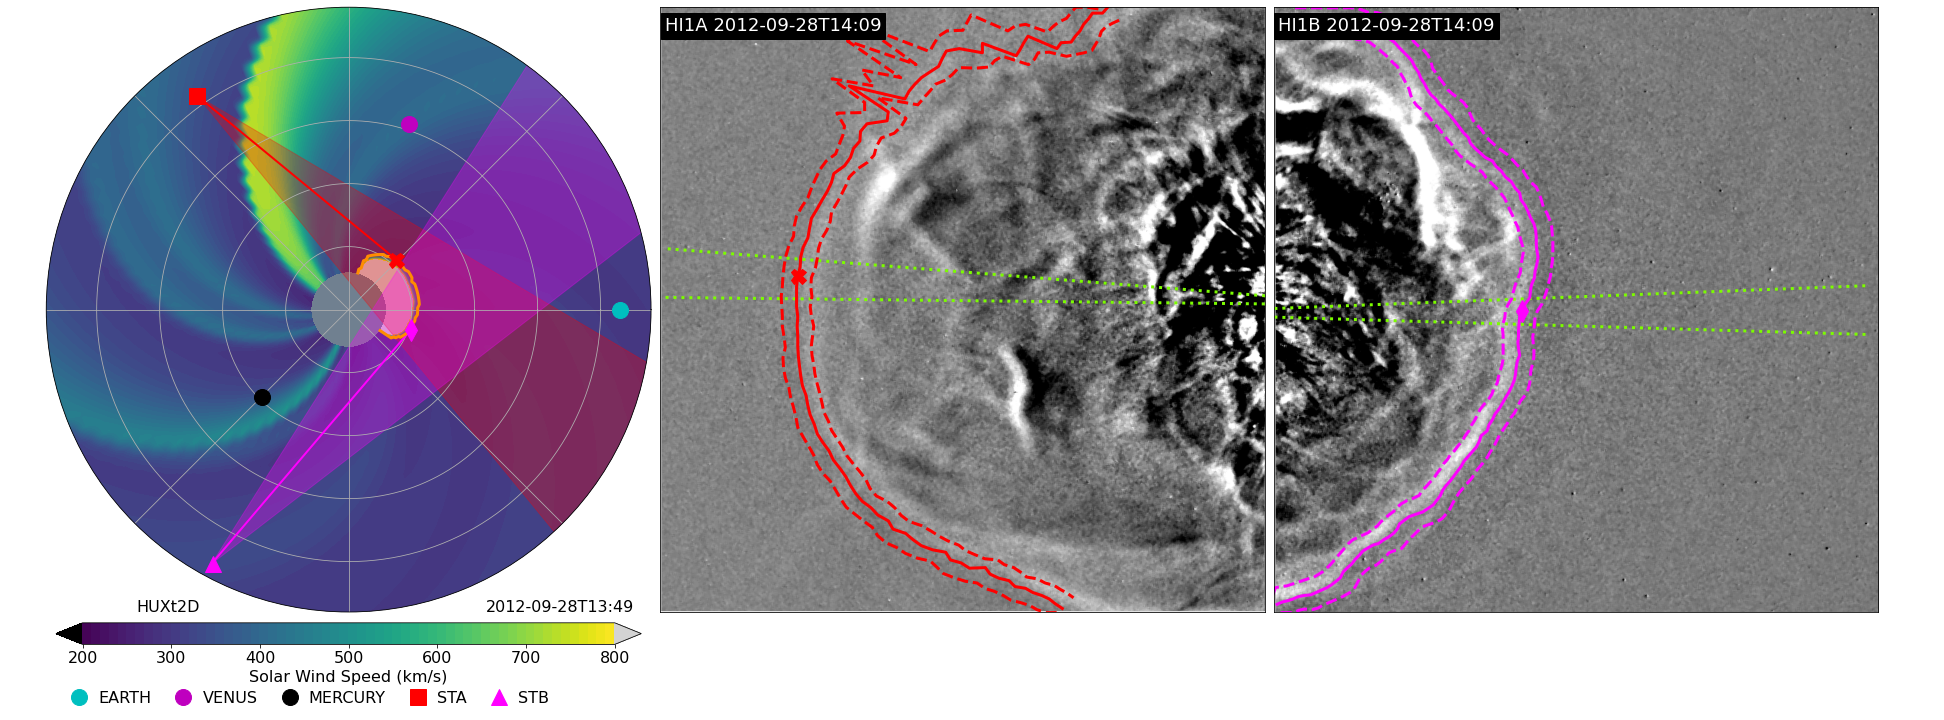 HI1A 2012-09-28T14:09
HI1B 2012-09-28T14:09
HUXt2D
2012-09-28T13:49
200 300 400 500 600 700 800
Solar Wind Speed (km/s)
EARTH VENUS MERCURY STA STB